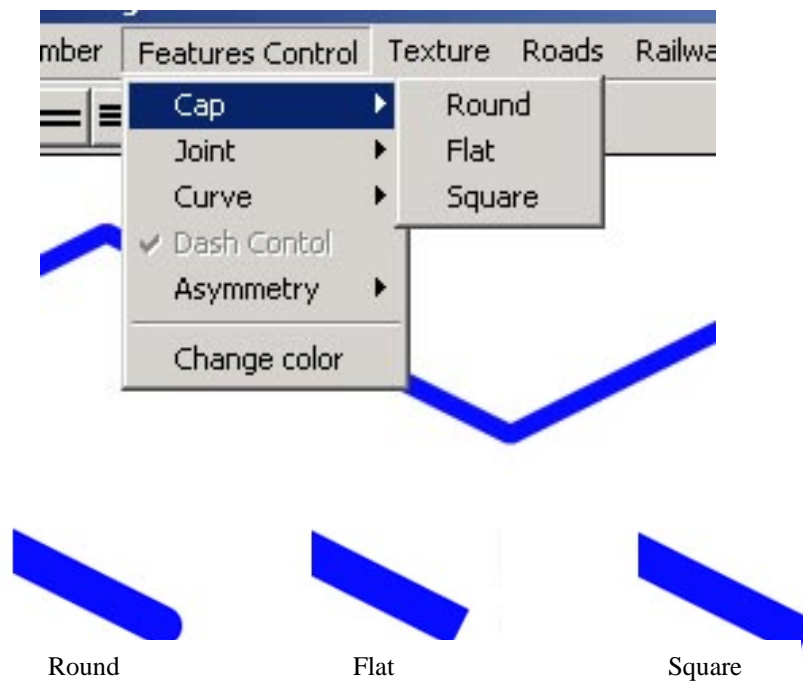 mber Features Control Texture Roads Railwa
Cap Round
Joint Flat
Curve Square
Dash Contol
Asymmetry
Change color
Round Flat Square